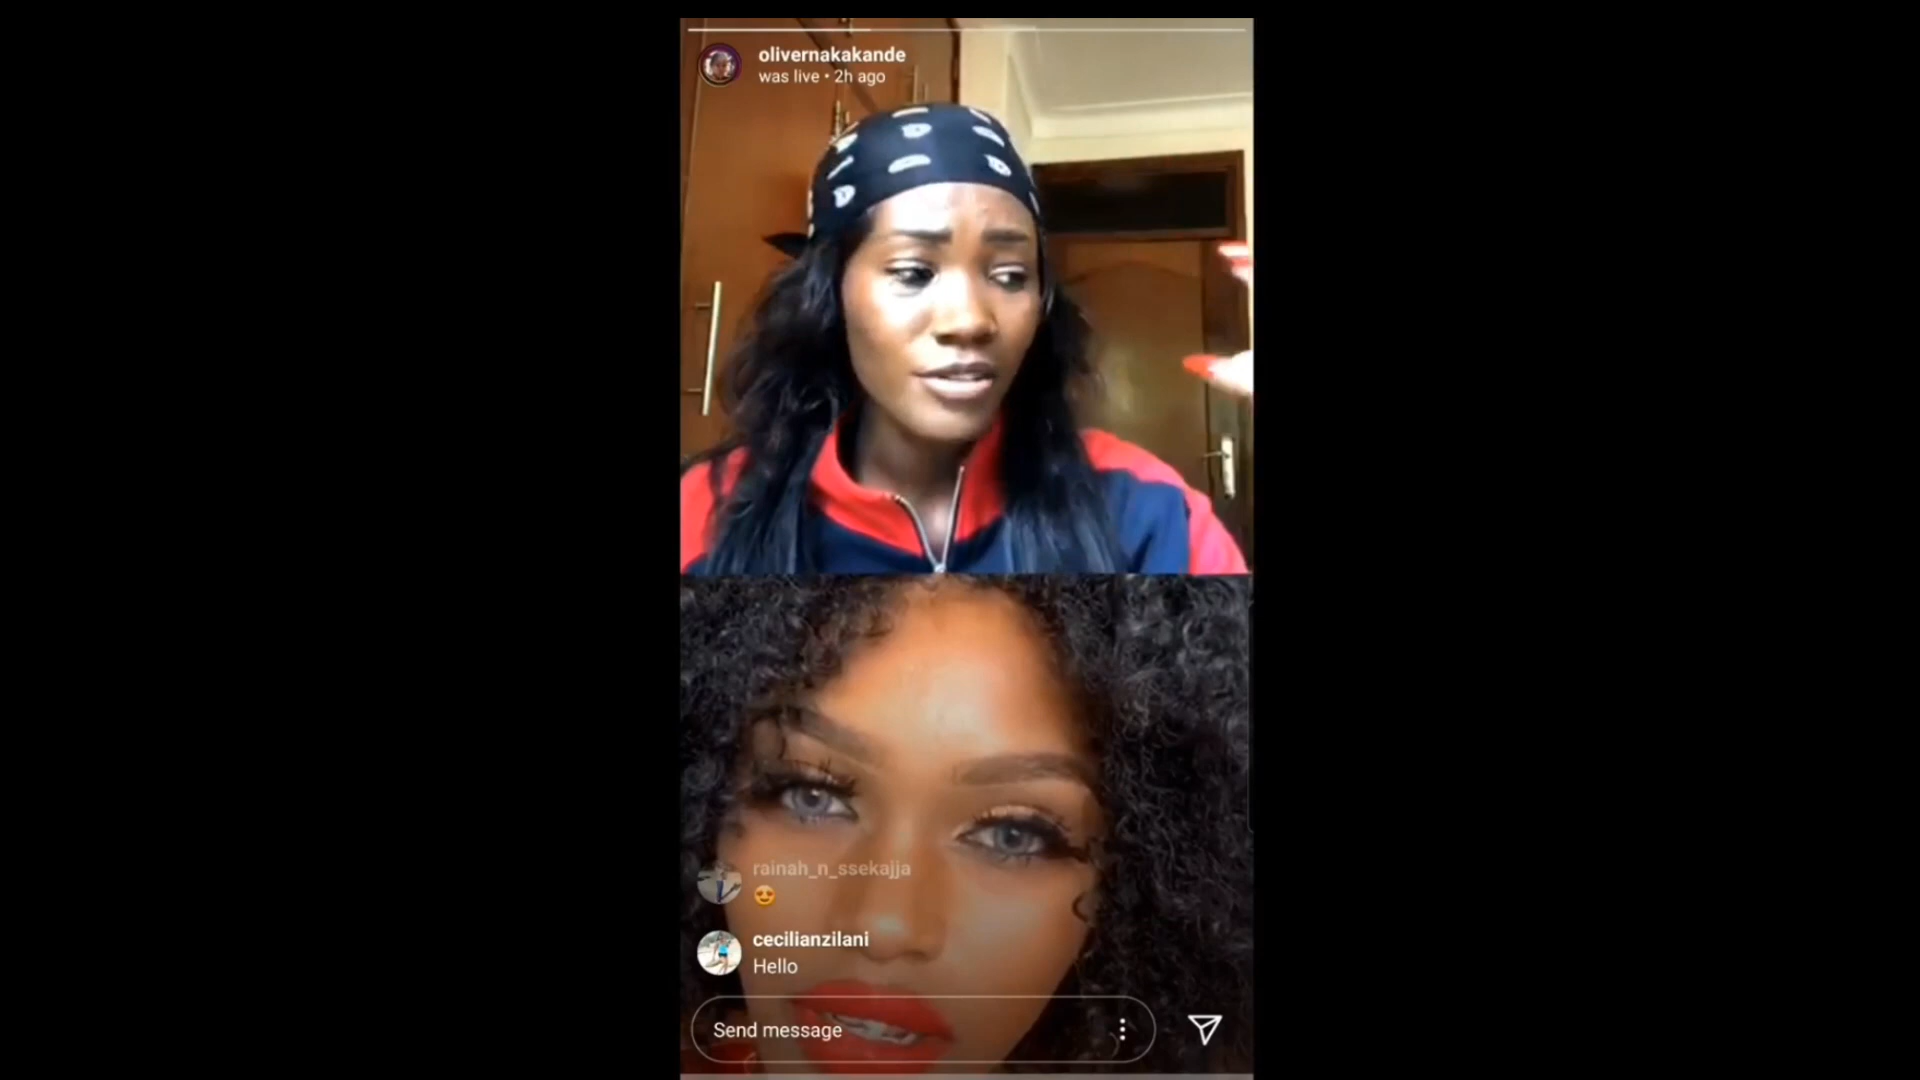 olivernakakande
was live • 2h ago
rainah_n_ssekajja
😍
cecilianzilani
Hello
Send message